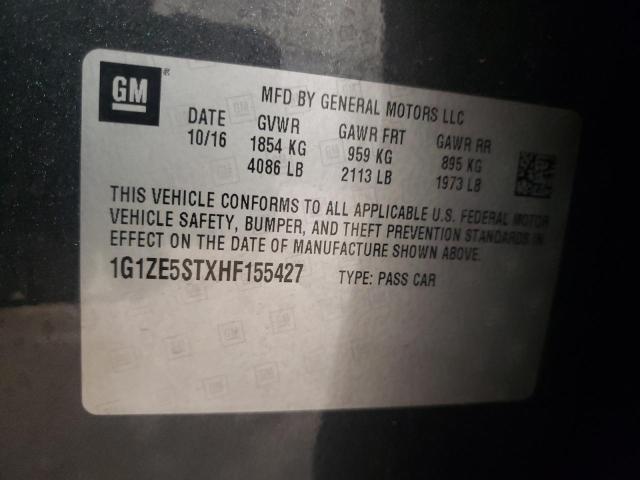 GM®
MFD BY GENERAL MOTORS LLC
DATE GVWR GAWR FRT GAWR RR
10/16 1854 KG 959 KG 895 KG
4086 LB 2113 LB 1973 LB
THIS VEHICLE CONFORMS TO ALL APPLICABLE U.S. FEDERAL MOTOR
VEHICLE SAFETY, BUMPER, AND THEFT PREVENTION STANDARDS IN
EFFECT ON THE DATE OF MANUFACTURE SHOWN ABOVE.
1G1ZE5STXHF155427 TYPE: PASS CAR